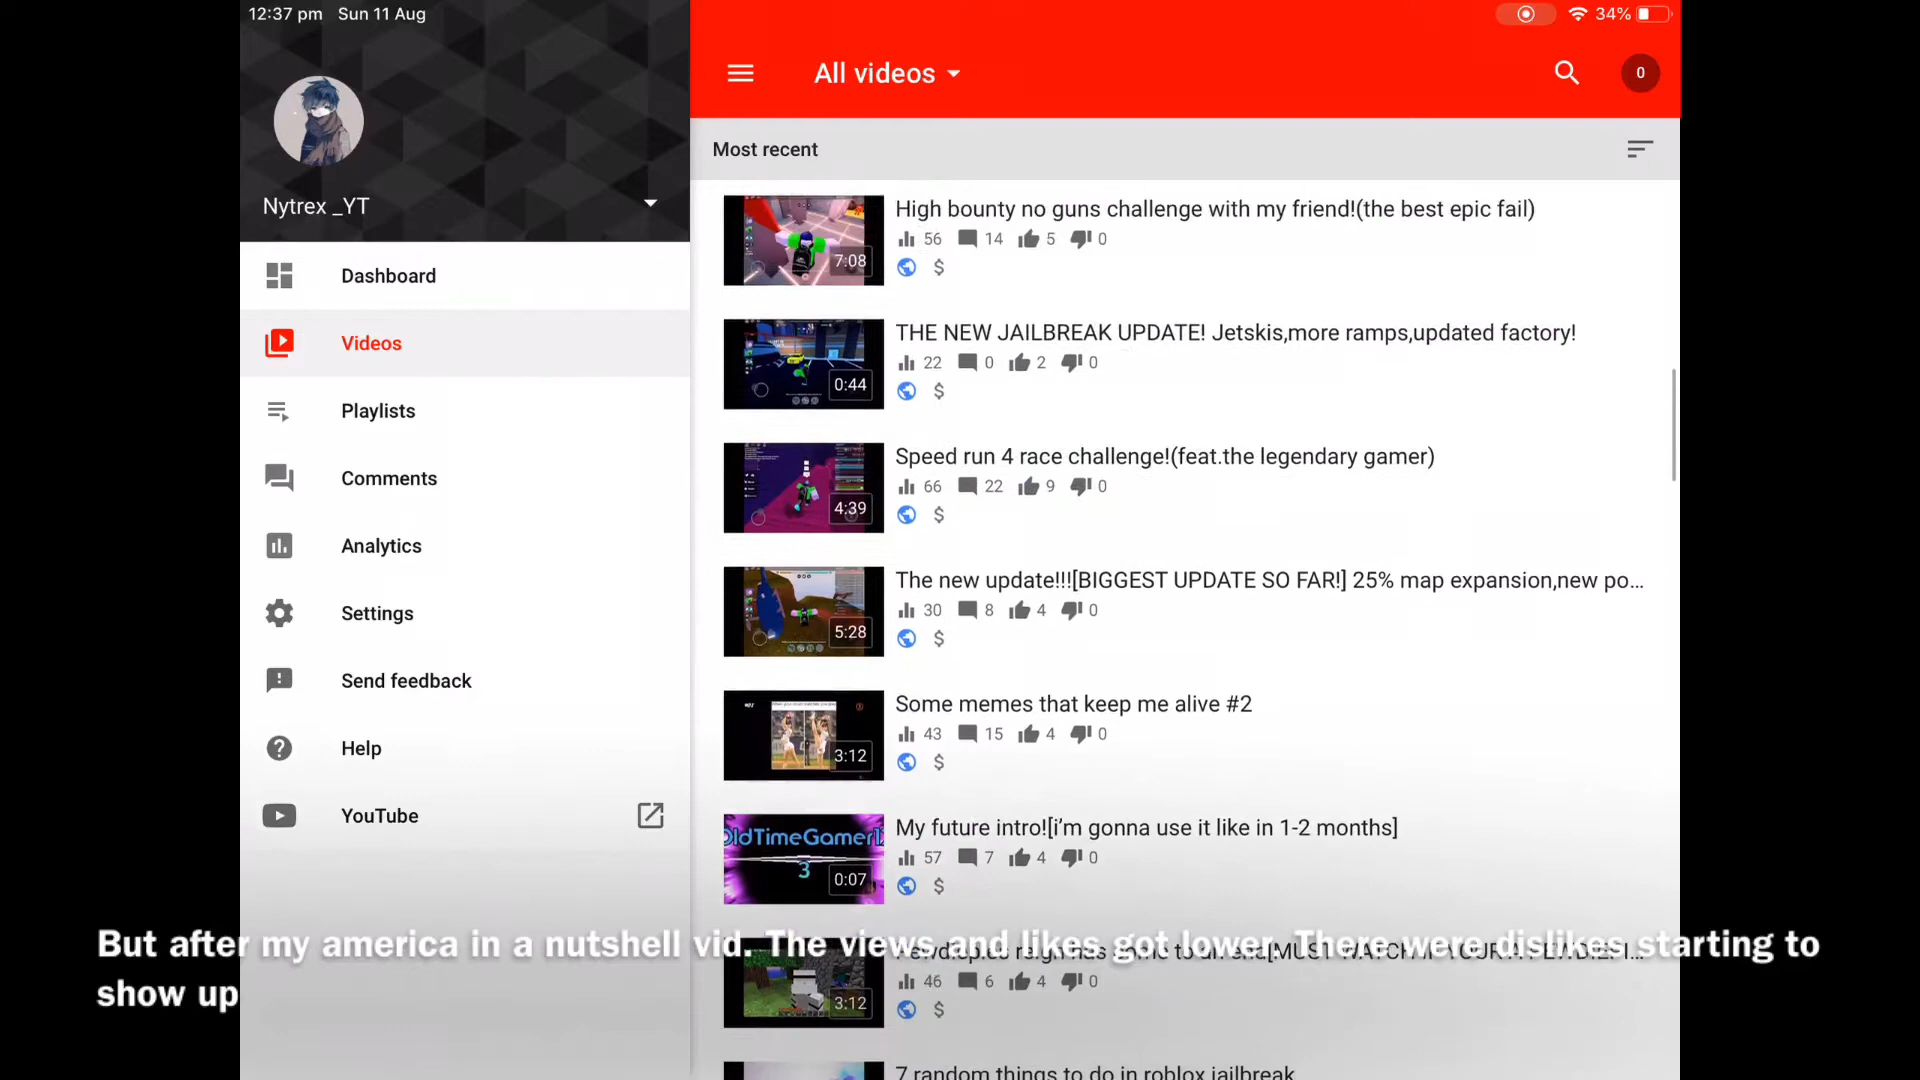 12:37 pm Sun 11 Aug
34%
Nytrex _YT
Dashboard
Videos
Playlists
Comments
Analytics
Settings
Send feedback
Help
YouTube
All videos
0
Most recent
High bounty no guns challenge with my friend!(the best epic fail)
56 14 5 0
7:08
$
THE NEW JAILBREAK UPDATE! Jetskis,more ramps,updated factory!
22 0 2 0
0:44
$
Speed run 4 race challenge!(feat.the legendary gamer)
66 22 9 0
4:39
$
The new update!!![BIGGEST UPDATE SO FAR!] 25% map expansion,new po...
30 8 4 0
5:28
$
Some memes that keep me alive #2
43 15 4 0
3:12
$
OldTimeGamer1
3
My future intro![i’m gonna use it like in 1-2 months]
57 7 4 0
0:07
$
But after my america in a nutshell vid. The views and likes got lower. There were dislikes starting to
show up
46 6 4 0
3:12
$
7 random things to do in roblox jailbreak